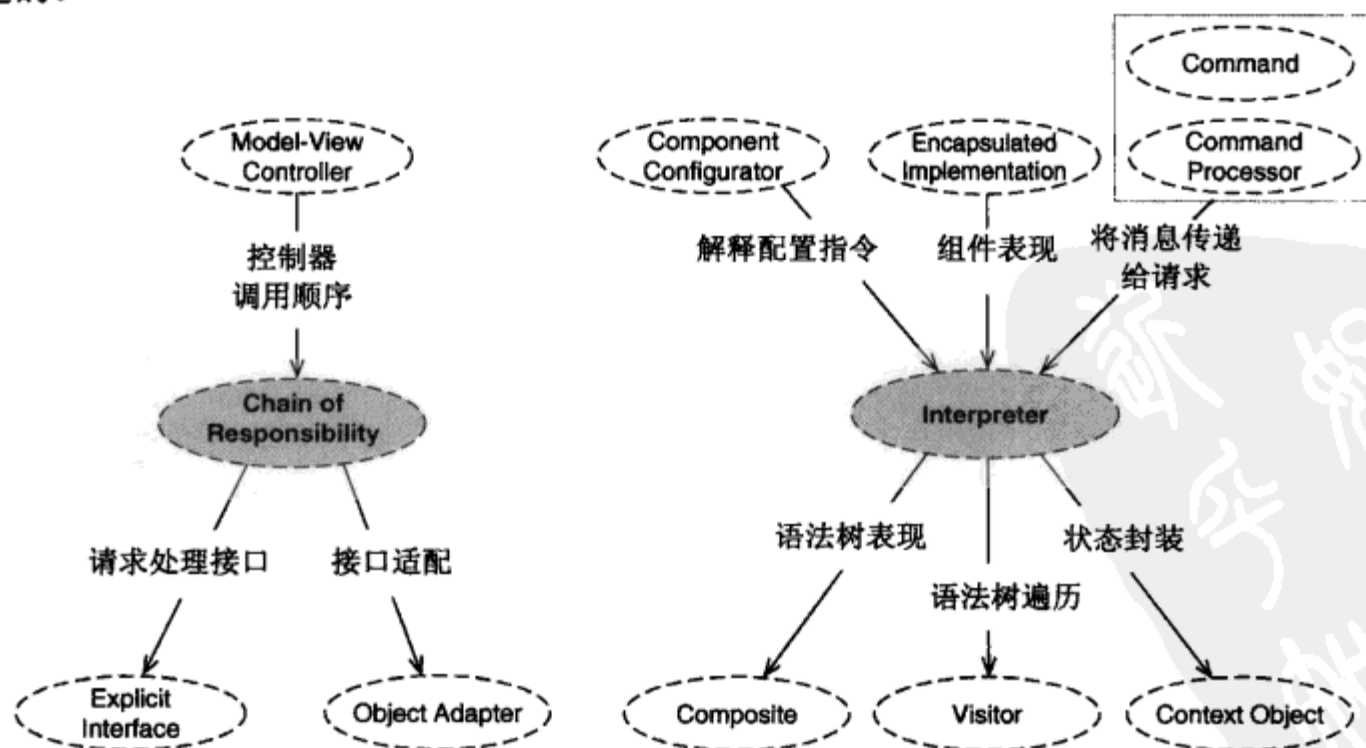 Command
Model-View
Controller
Component
Configurator
Encapsulated
Implementation
Command
Processor
控制器
调用顺序
解释配置指令
组件表现
将消息传递
给请求
Chain of
Responsibility
Interpreter
请求处理接口
接口适配
语法树表现
状态封装
语法树遍历
Explicit
Interface
Object Adapter
Composite
Visitor
Context Object